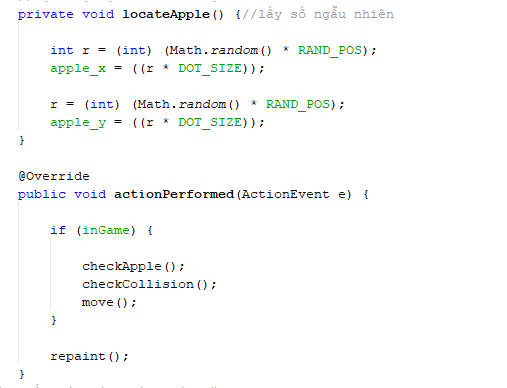 private void locateApple() {//lấy số ngẫu nhiên
int r = (int) (Math.random() * RAND_POS);
apple_x = ((r * DOT_SIZE));
r = (int) (Math.random() * RAND_POS);
apple_y = ((r * DOT_SIZE));
}
@Override
public void actionPerformed(ActionEvent e) {
if (inGame) {
checkApple();
checkCollision();
move();
}
repaint();
}